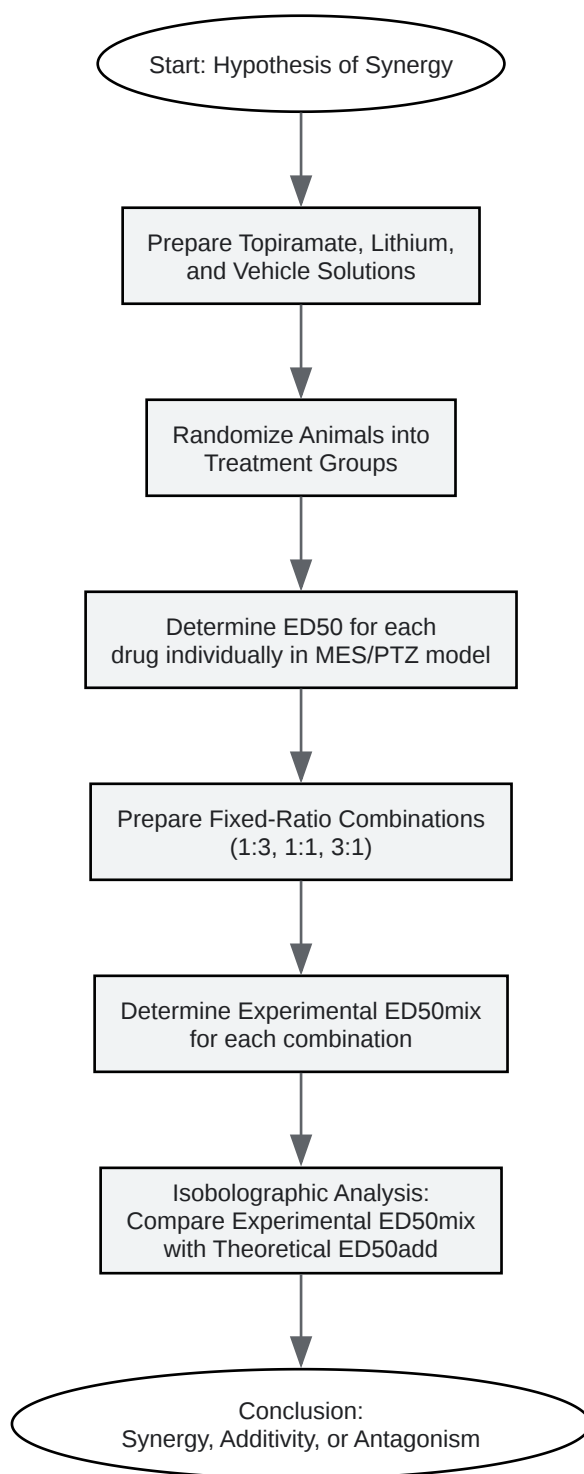 Start: Hypothesis of Synergy
Prepare Topiramate, Lithium,
and Vehicle Solutions
Randomize Animals into
Treatment Groups
Determine ED50 for each
drug individually in MES/PTZ model
Prepare Fixed-Ratio Combinations
(1:3, 1:1, 3:1)
Determine Experimental ED50mix
for each combination
Isobolographic Analysis:
Compare Experimental ED50mix
with Theoretical ED50add
Conclusion:
Synergy, Additivity, or Antagonism